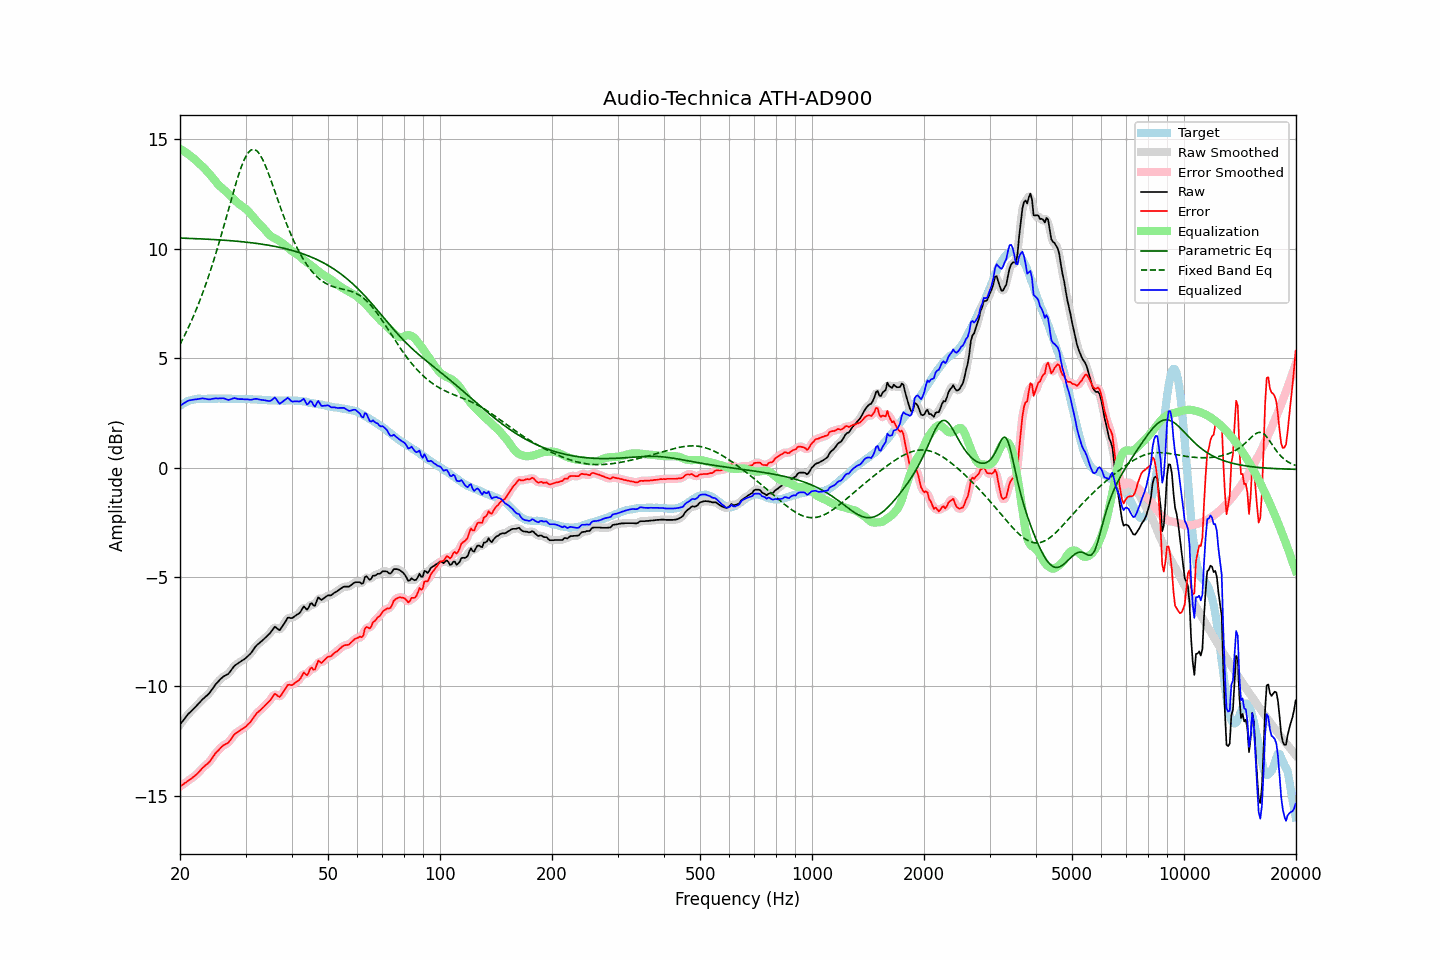 Audio-Technica ATH-AD900
Amplitude (dBr)
15
10
5
0
−5
−10
−15
Target
Raw Smoothed
Error Smoothed
Raw
Error
Equalization
Parametric Eq
Fixed Band Eq
Equalized
20
50
100
200
500
1000
2000
5000
10000
20000
Frequency (Hz)